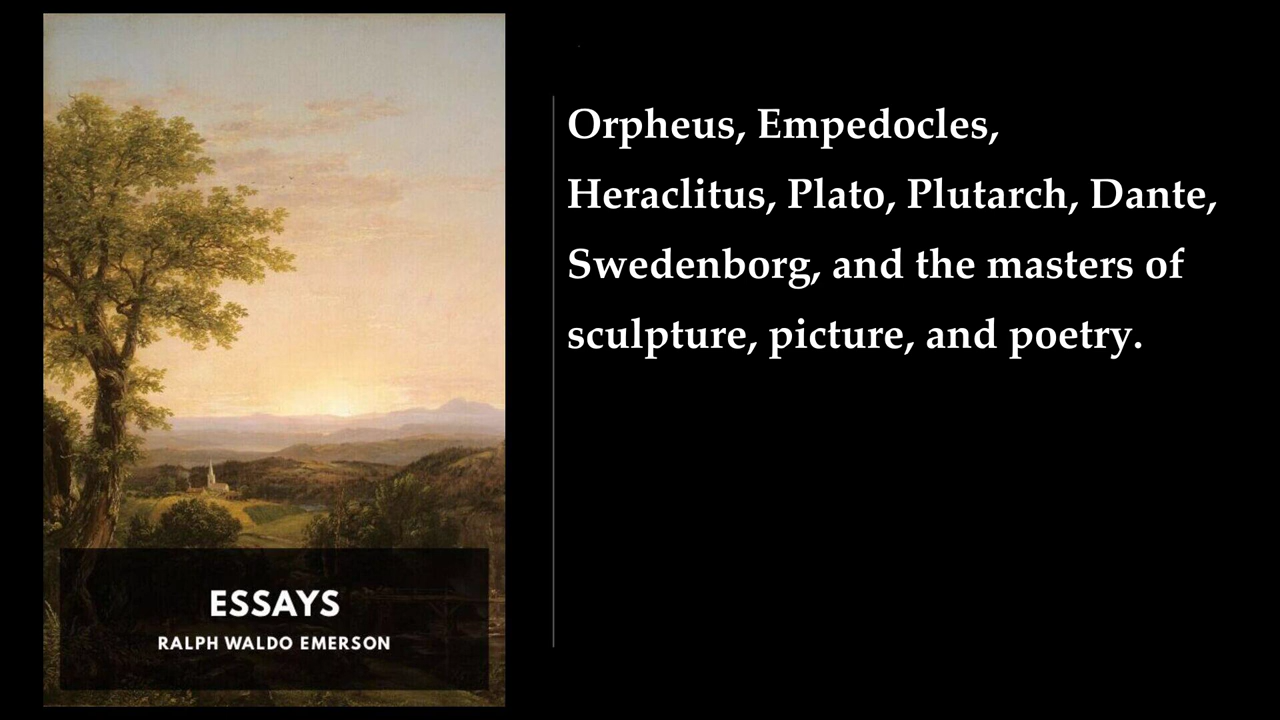 ESSAYS
RALPH WALDO EMERSON
Orpheus, Empedocles,
Heraclitus, Plato, Plutarch, Dante,
Swedenborg, and the masters of
sculpture, picture, and poetry.